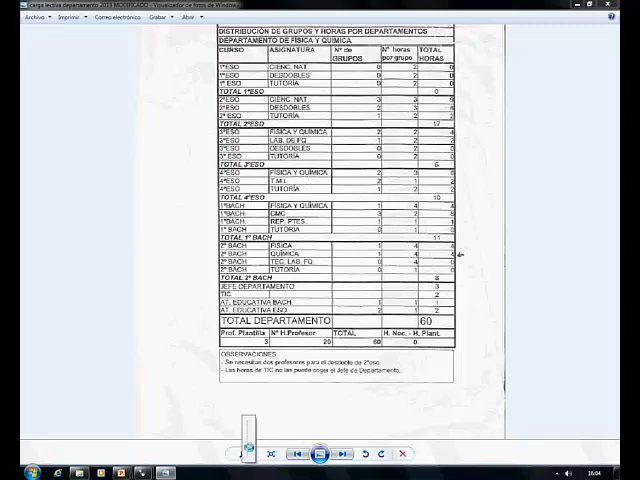 carga lectiva departamento 2013 MODIFICADO - Visualizador de fotos de Windows
Archivo Imprimir Correo electrónico Grabar Abrir
DISTRIBUCIÓN DE GRUPOS Y HORAS POR DEPARTAMENTOS
DEPARTAMENTO DE FÍSICA Y QUÍMICA
CURSO ASIGNATURA Nº de GRUPOS Nº horas por grupo TOTAL HORAS
1ºESO CIENC. NAT. 0 2 0
1ºESO DESDOBLES 0 2 0
1º ESO TUTORÍA 0 2 0
TOTAL 1ºESO 0
2ºESO CIENC. NAT. 3 3 9
2ºESO DESDOBLES 3 2
2ºESO TUTORÍA 1 2 2
TOTAL 2ºESO 17
3ºESO FÍSICA Y QUÍMICA 2 2 4
3ºESO LAB. DE FQ 1 2 2
3ºESO DESDOBLES 0 2 0
3º ESO TUTORÍA 0 2 0
TOTAL 3ºESO 6
4ºESO FÍSICA Y QUÍMICA 2 3 6
4ºESO T.M.I. 2 1 2
4ºESO TUTORÍA 1 2 2
TOTAL 4ºESO 10
1ºBACH FÍSICA Y QUÍMICA 1 4 4
1ºBACH. CMC 3 2 6
1ºBACH. REP. PTES. 1 1 1
1º BACH TUTORÍA 0 1 0
TOTAL 1º BACH 11
2º BACH FISICA 1 4 4
2º BACH QUÍMICA 1 4 4
2º BACH TEC. LAB. FQ 0 4 0
2º BACH TUTORÍA 0 1 0
TOTAL 2º BACH 8
JEFE DEPARTAMENTO 3
TIC 2
AT. EDUCATIVA BACH. 1 1 1
AT. EDUCATIVA ESO 2 1 2
TOTAL DEPARTAMENTO 60
Prof. Plantilla Nº H.Profesor TOTAL H. Nec. - H. Plant.
3 20 60 0
OBSERVACIONES
- Se necesitan dos profesores para el desdoble de 2ºeso.
- Las horas de TIC no las puede coger el Jefe de Departamento.
16:04